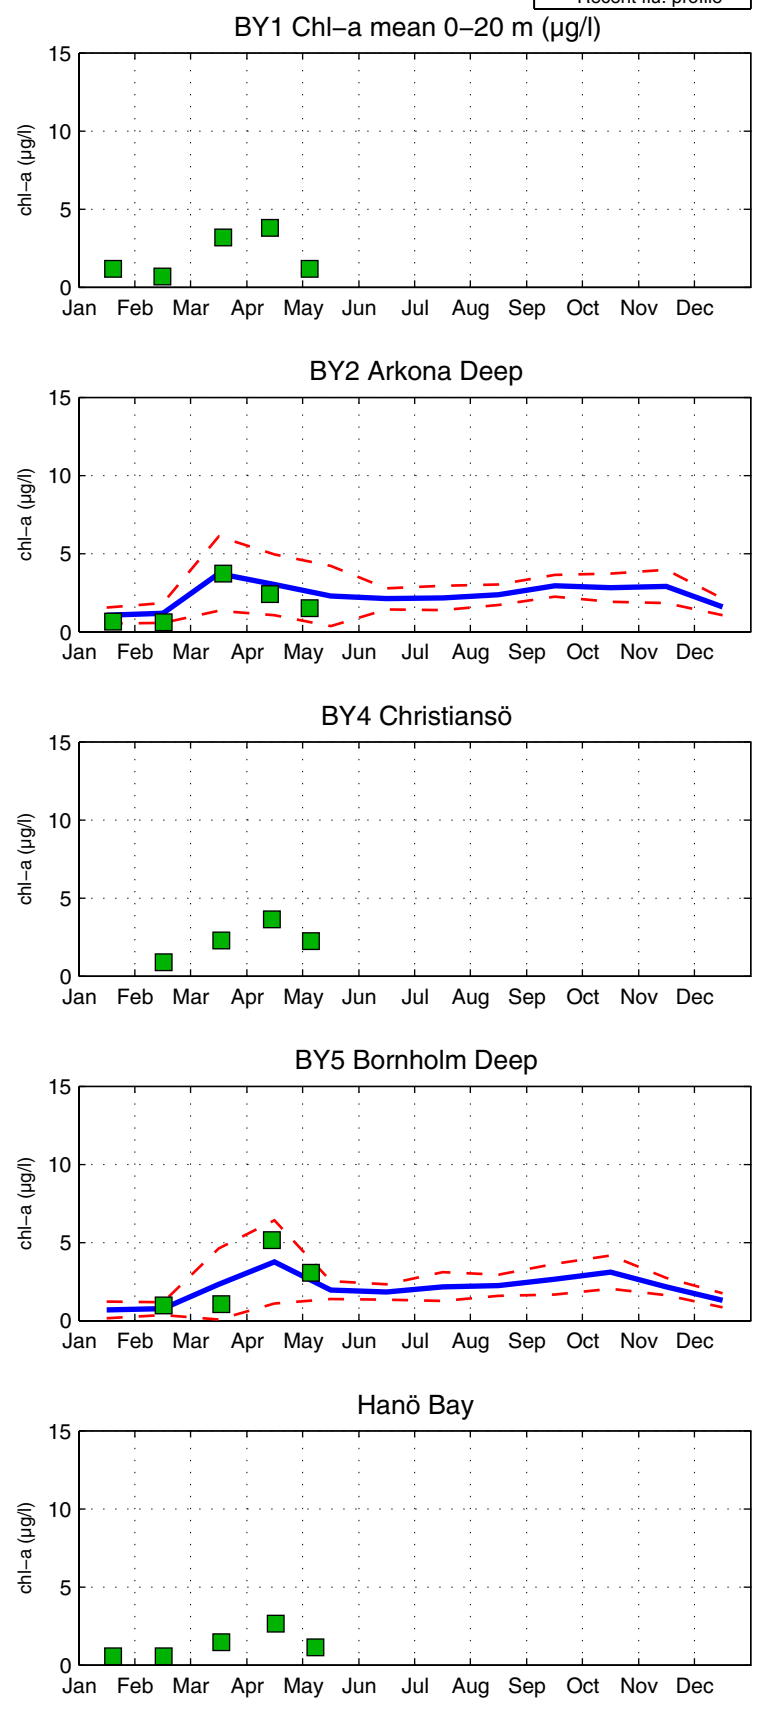 BY1 Chl−a mean 0−20 m (µg/l)
15
10
5
0
chl−a (µg/l)
Jan Feb Mar Apr May Jun Jul Aug Sep Oct Nov Dec
BY2 Arkona Deep
15
10
5
0
chl−a (µg/l)
Jan Feb Mar Apr May Jun Jul Aug Sep Oct Nov Dec
BY4 Christiansö
15
10
5
0
chl−a (µg/l)
Jan Feb Mar Apr May Jun Jul Aug Sep Oct Nov Dec
BY5 Bornholm Deep
15
10
5
0
chl−a (µg/l)
Jan Feb Mar Apr May Jun Jul Aug Sep Oct Nov Dec
Hanö Bay
15
10
5
0
chl−a (µg/l)
Jan Feb Mar Apr May Jun Jul Aug Sep Oct Nov Dec